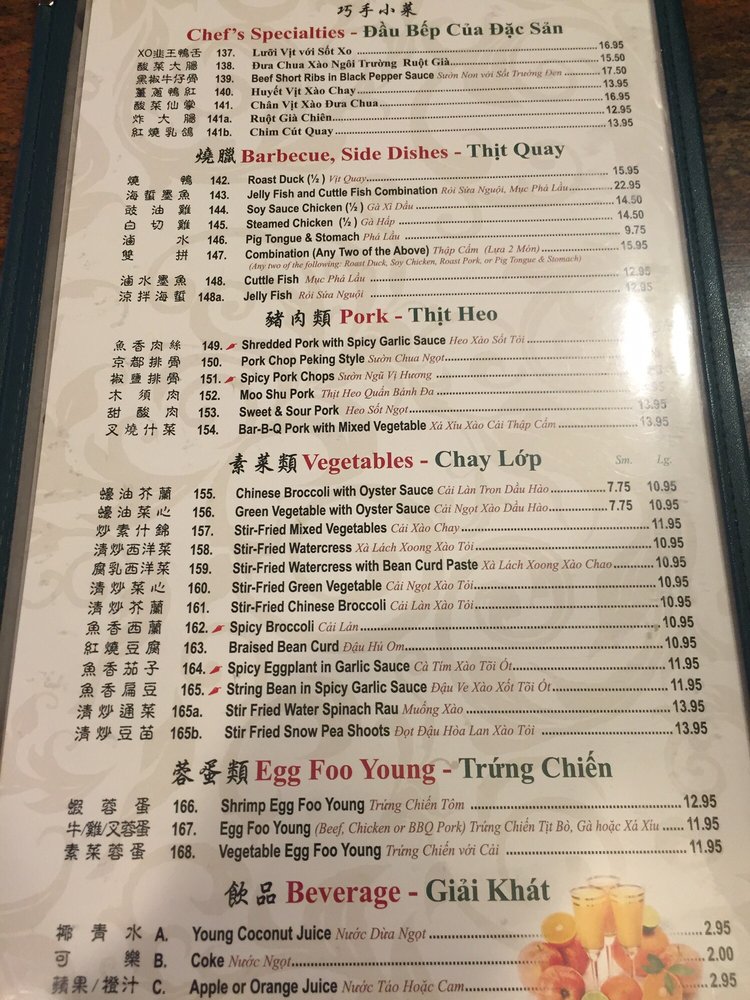 巧手小菜
Chef's Specialties - Đầu Bếp Của Đặc Sản
XO韭王鴨舌 137. Lưỡi Vịt với Sốt Xo 16.95
酸菜大腸 138. Đưa Chua Xào Ngôi Trường Ruột Già 15.50
黑椒牛仔骨 139. Beef Short Ribs in Black Pepper Sauce Sườn Non với Sốt Trướng Đen 17.50
薑蔥鴨紅 140. Huyết Vịt Xào Chay 13.95
酸菜仙掌 141. Chân Vịt Xào Đưa Chua 16.95
炸大腸 141a. Ruột Già Chiên 12.95
紅燒乳鴿 141b. Chim Cút Quay 13.95
燒臘 Barbecue, Side Dishes - Thịt Quay
燒鴨 142. Roast Duck (½) Vịt Quay 15.95
海蜇墨魚 143. Jelly Fish and Cuttle Fish Combination Rỏi Sứa Nguội, Mục Phá Lầu 22.95
豉油雞 144. Soy Sauce Chicken (½) Gà Xì Dầu 14.50
白切雞 145. Steamed Chicken (½) Gà Hấp 14.50
滷水 146. Pig Tongue & Stomach Phá Lầu 9.75
雙拼 147. Combination (Any Two of the Above) Thập Cẩm (Lựa 2 Món) 15.95
(Any two of the following: Roast Duck, Soy Chicken, Roast Pork, or Pig Tongue & Stomach)
滷水墨魚 148. Cuttle Fish Mục Phá Lầu 12.95
涼拌海蜇 148a. Jelly Fish Rỏi Sứa Nguội 12.95
豬肉類 Pork - Thịt Heo
魚香肉絲 149. Shredded Pork with Spicy Garlic Sauce Heo Xào Sốt Tỏi
京都排骨 150. Pork Chop Peking Style Sườn Chua Ngọt
椒鹽排骨 151. Spicy Pork Chops Sườn Ngũ Vị Hương
木須肉 152. Moo Shu Pork Thịt Heo Quấn Bánh Đa
甜酸肉 153. Sweet & Sour Pork Heo Sốt Ngọt 13.95
叉燒什菜 154. Bar-B-Q Pork with Mixed Vegetable Xá Xíu Xào Cải Thập Cẩm 13.95
素菜類 Vegetables - Chay Lớp Sm. Lg.
蠔油芥蘭 155. Chinese Broccoli with Oyster Sauce Cải Làn Tron Dầu Hào 7.75 10.95
蠔油菜心 156. Green Vegetable with Oyster Sauce Cải Ngọt Xào Dầu Hào 7.75 10.95
炒素什錦 157. Stir-Fried Mixed Vegetables Cải Xào Chay 11.95
清炒西洋菜 158. Stir-Fried Watercress Xà Lách Xoong Xào Tỏi 10.95
腐乳西洋菜 159. Stir-Fried Watercress with Bean Curd Paste Xà Lách Xoong Xào Chao 10.95
清炒菜心 160. Stir-Fried Green Vegetable Cải Ngọt Xào Tỏi 10.95
清炒芥蘭 161. Stir-Fried Chinese Broccoli Cải Làn Xào Tỏi 10.95
魚香西蘭 162. Spicy Broccoli Cải Lán 10.95
紅燒豆腐 163. Braised Bean Curd Đậu Hủ Om 10.95
魚香茄子 164. Spicy Eggplant in Garlic Sauce Cà Tím Xào Tỏi Ót 11.95
魚香扁豆 165. String Bean in Spicy Garlic Sauce Đậu Ve Xào Xốt Tỏi Ót 11.95
清炒通菜 165a. Stir Fried Water Spinach Rau Muống Xào 13.95
清炒豆苗 165b. Stir Fried Snow Pea Shoots Đọt Đậu Hòa Lan Xào Tỏi 13.95
蓉蛋類 Egg Foo Young - Trứng Chiến
蝦蓉蛋 166. Shrimp Egg Foo Young Trứng Chiến Tôm 12.95
牛/雞/叉蓉蛋 167. Egg Foo Young (Beef, Chicken or BBQ Pork) Trứng Chiến Tịt Bò, Gà hoặc Xá Xíu 11.95
素菜蓉蛋 168. Vegetable Egg Foo Young Trứng Chiến với Cải 11.95
飲品 Beverage - Giải Khát
椰青水 A. Young Coconut Juice Nước Dừa Ngọt 2.95
可樂 B. Coke Nước Ngọt 2.00
蘋果/橙汁 C. Apple or Orange Juice Nước Táo Hoặc Cam 2.95